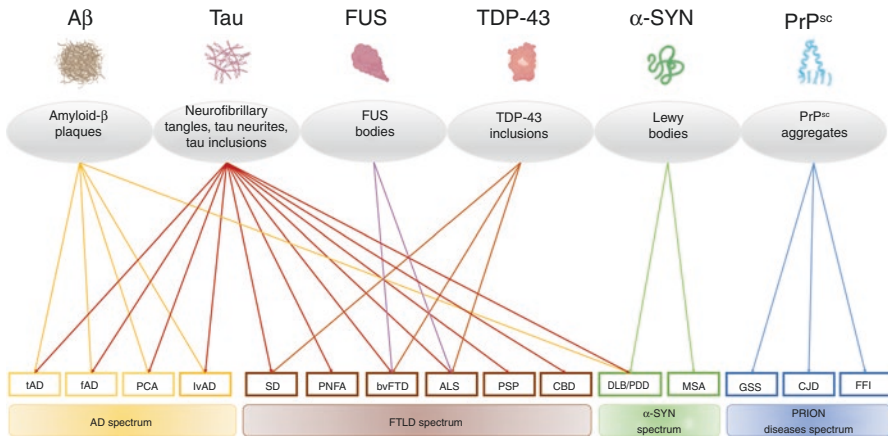 Aβ
Tau
FUS
TDP-43
α-SYN
PrPˢᶜ
Amyloid-β
plaques
Neurofibrillary
tangles, tau neurites,
tau inclusions
FUS
bodies
TDP-43
inclusions
Lewy
bodies
PrPˢᶜ
aggregates
tAD
fAD
PCA
lvAD
SD
PNFA
bvFTD
ALS
PSP
CBD
DLB/PDD
MSA
GSS
CJD
FFI
AD spectrum
FTLD spectrum
α-SYN
spectrum
PRION
diseases spectrum